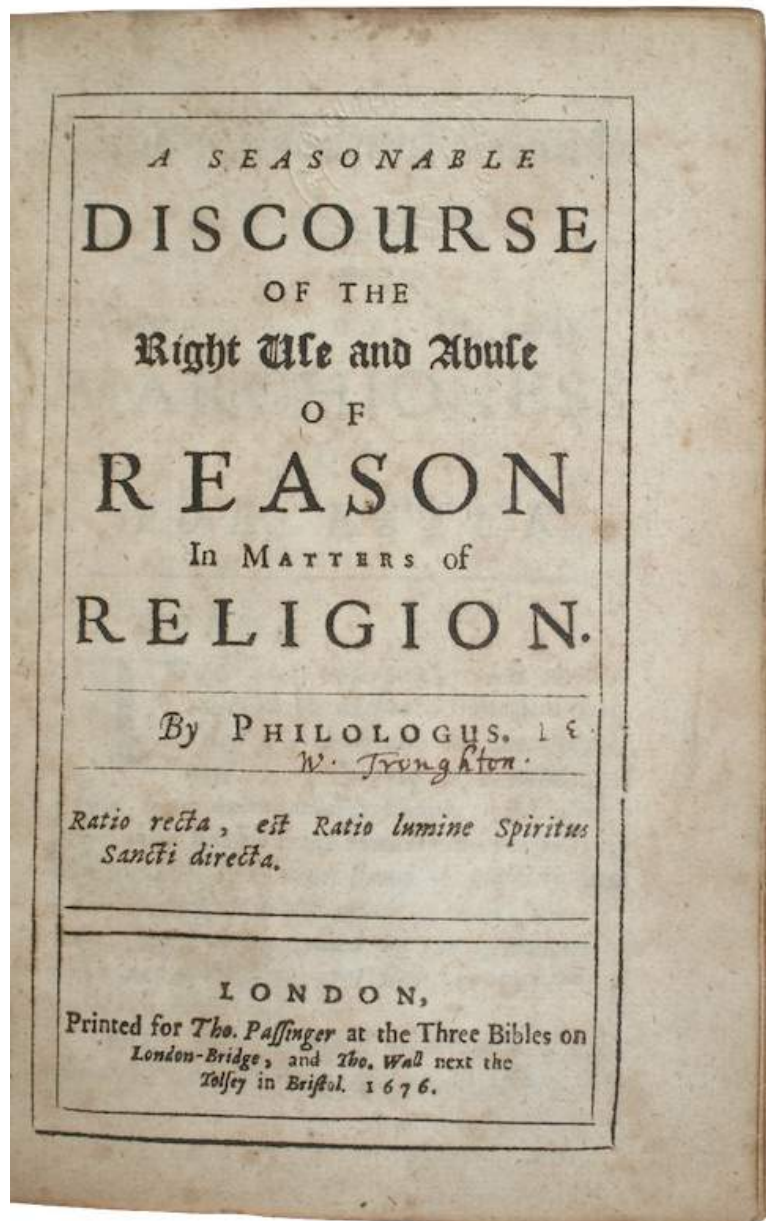 A SEASONABLE
DISCOURSE
OF THE
Right Uſe and Abuſe
OF
REASON
In MATTERS of
RELIGION.
By PHILOLOGUS. i e.
W. Troughton.
Ratio recta, est Ratio lumine Spiritus
Sancti directa.
LONDON,
Printed for Tho. Paſſinger at the Three Bibles on
London-Bridge, and Tho. Wall next the
Tolſey in Briſtol. 1676.